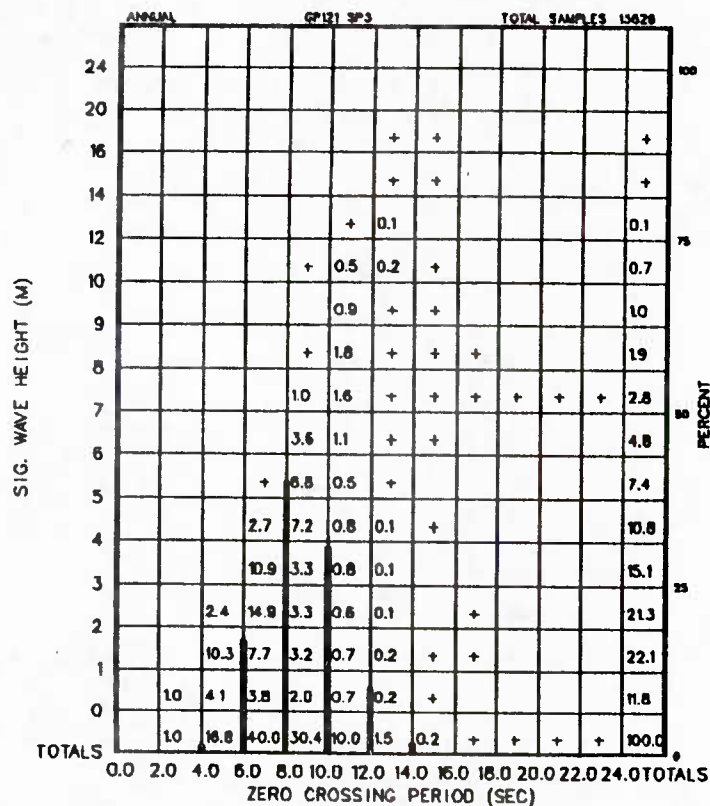 ANNUAL GP121 SP3 TOTAL SAMPLES
24 100
20
+ + +
16
+ + +
14
+ 0.1 0.1
12
75
+ 0.5 0.2 + 0.7
10
0.9 + + 1.0
9
+ 1.8 + + + 1.9
8
1.0 1.6 + + + + + + 2.8
7
50
3.6 1.1 + + 4.8
6
+ 6.8 0.5 + 7.4
5
2.7 7.2 0.8 0.1 + 10.8
4
10.9 3.3 0.8 0.1 15.1
3
25
2.4 14.9 3.3 0.6 0.1 + 21.3
2
10.3 7.7 3.2 0.7 0.2 + + 22.1
1
1.0 4.1 3.8 2.0 0.7 0.2 + 11.8
0
1.0 16.8 40.0 30.4 10.0 1.5 0.2 + + + + 100.0
TOTALS 0
0.0 2.0 4.0 6.0 8.0 10.0 12.0 14.0 16.0 18.0 20.0 22.0 24.0 TOTALS
ZERO CROSSING PERIOD (SEC)
SIG. WAVE HEIGHT (M)
PERCENT